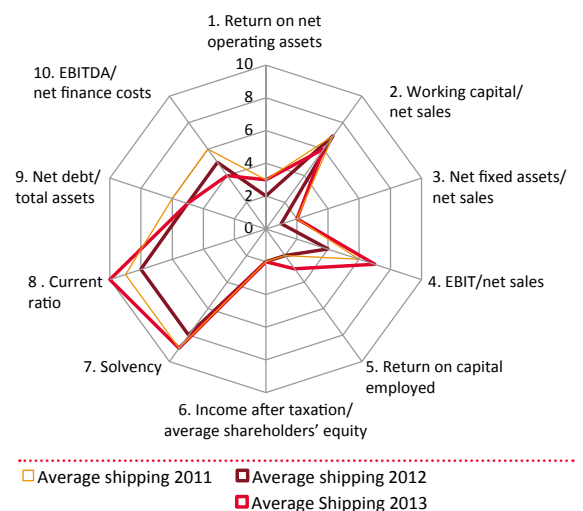 1. Return on net
operating assets
10
10. EBITDA/
net finance costs
8
2. Working capital/
net sales
6
4
9. Net debt/
total assets
3. Net fixed assets/
net sales
2
0
8 . Current
ratio
4. EBIT/net sales
7. Solvency
5. Return on capital
employed
6. Income after taxation/
average shareholders’ equity
Average shipping 2011
Average shipping 2012
Average Shipping 2013